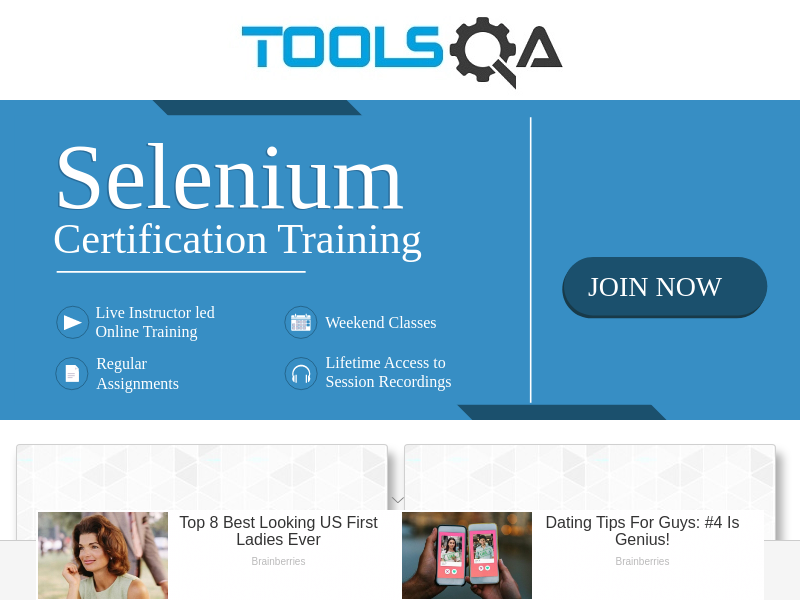 TOOLSQA
Selenium
Certification Training
JOIN NOW
Live Instructor led
Online Training
Weekend Classes
Regular
Assignments
Lifetime Access to
Session Recordings
Top 8 Best Looking US First
Ladies Ever
Brainberries
Dating Tips For Guys: #4 Is
Genius!
Brainberries